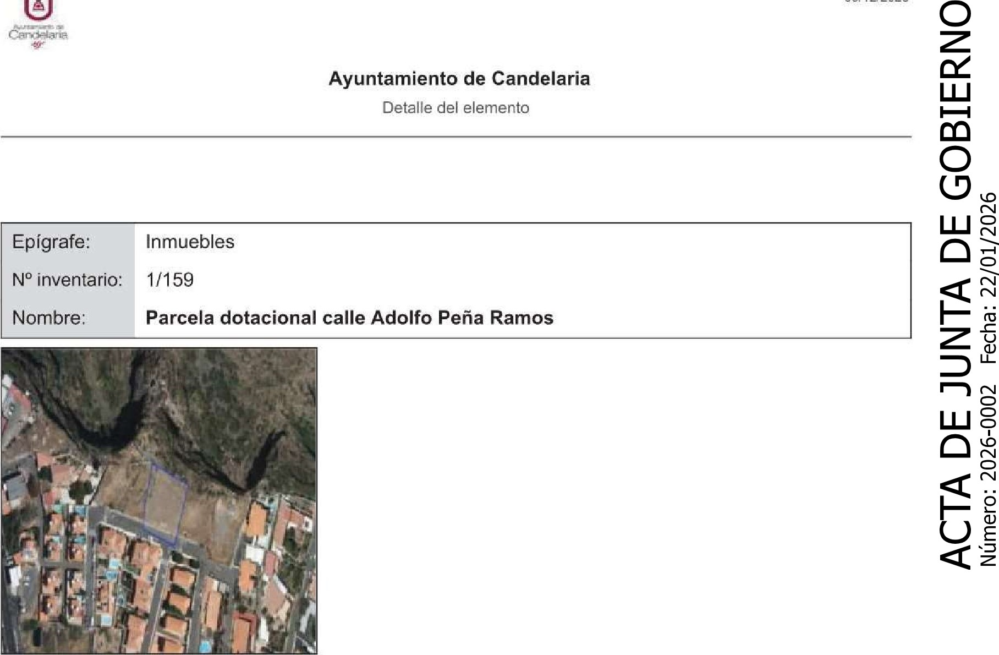 Ayuntamiento de
Candelaria
Ayuntamiento de Candelaria
Detalle del elemento
Epígrafe: Inmuebles
Nº inventario: 1/159
Nombre: Parcela dotacional calle Adolfo Peña Ramos
ACTA DE JUNTA DE GOBIERNO
Número: 2026-0002 Fecha: 22/01/2026